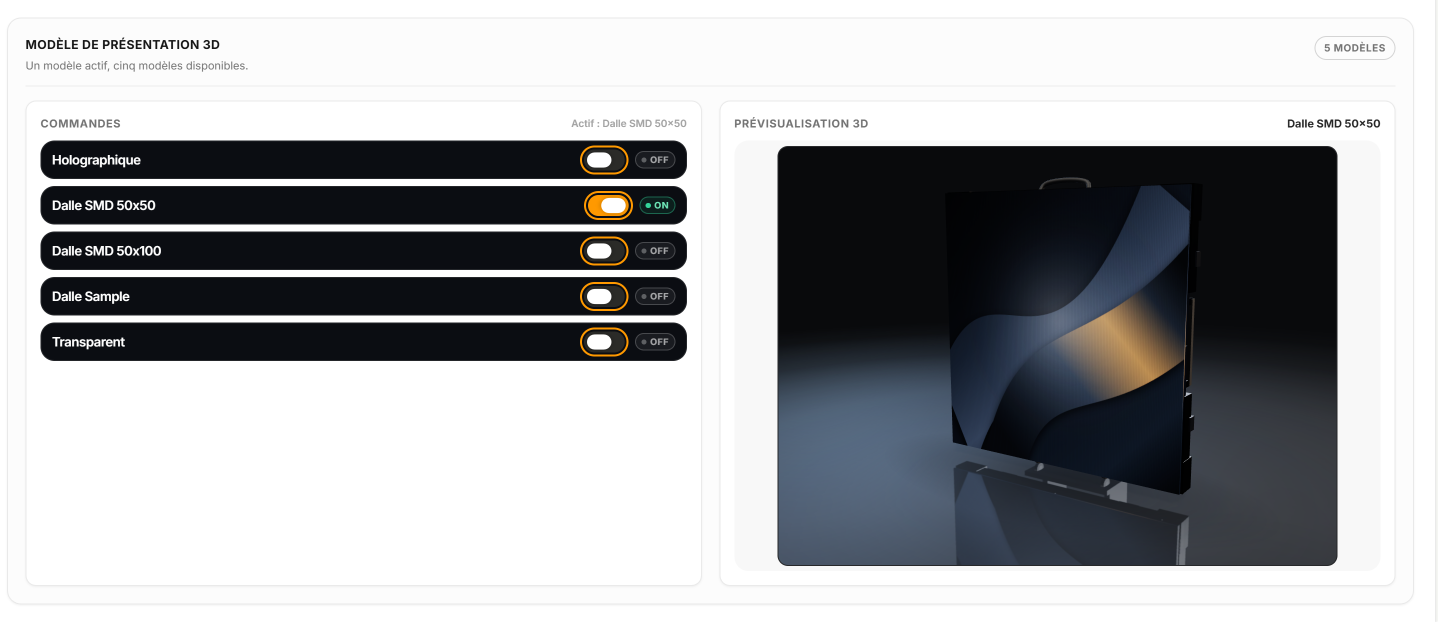 MODÈLE DE PRÉSENTATION 3D
5 MODÈLES
Un modèle actif, cinq modèles disponibles.
COMMANDES
Actif : Dalle SMD 50×50
Holographique
OFF
Dalle SMD 50x50
ON
Dalle SMD 50x100
OFF
Dalle Sample
OFF
Transparent
OFF
PRÉVISUALISATION 3D
Dalle SMD 50×50